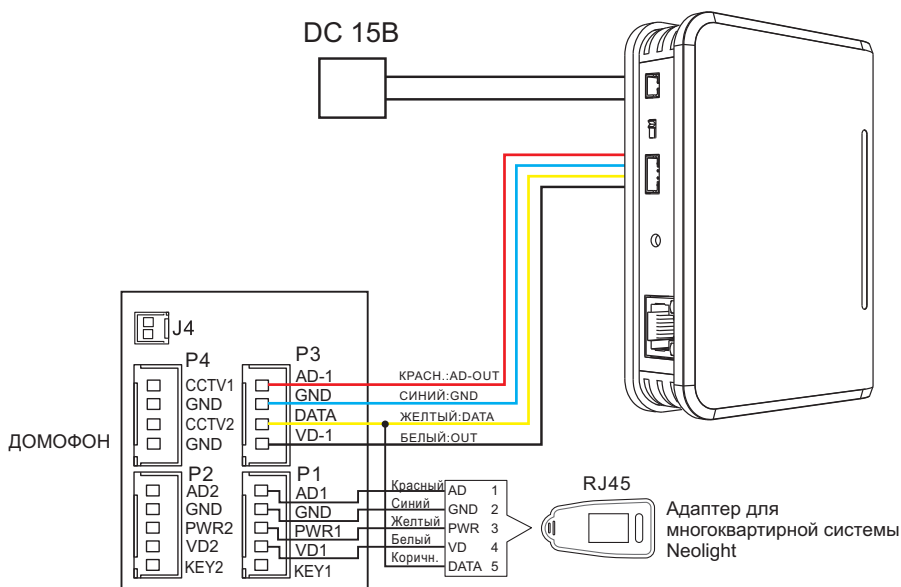 DC 15В
J4
P4
CCTV1
GND
CCTV2
GND
P3
AD-1
GND
DATA
VD-1
КРАСН.:AD-OUT
СИНИЙ:GND
ЖЕЛТЫЙ:DATA
БЕЛЫЙ:OUT
ДОМОФОН
P2
AD2
GND
PWR2
VD2
KEY2
P1
AD1
GND
PWR1
VD1
KEY1
Красный
Синий
Желтый
Белый
Коричн.
AD 1
GND 2
PWR 3
VD 4
DATA 5
RJ45
Адаптер для
многоквартирной системы
Neolight